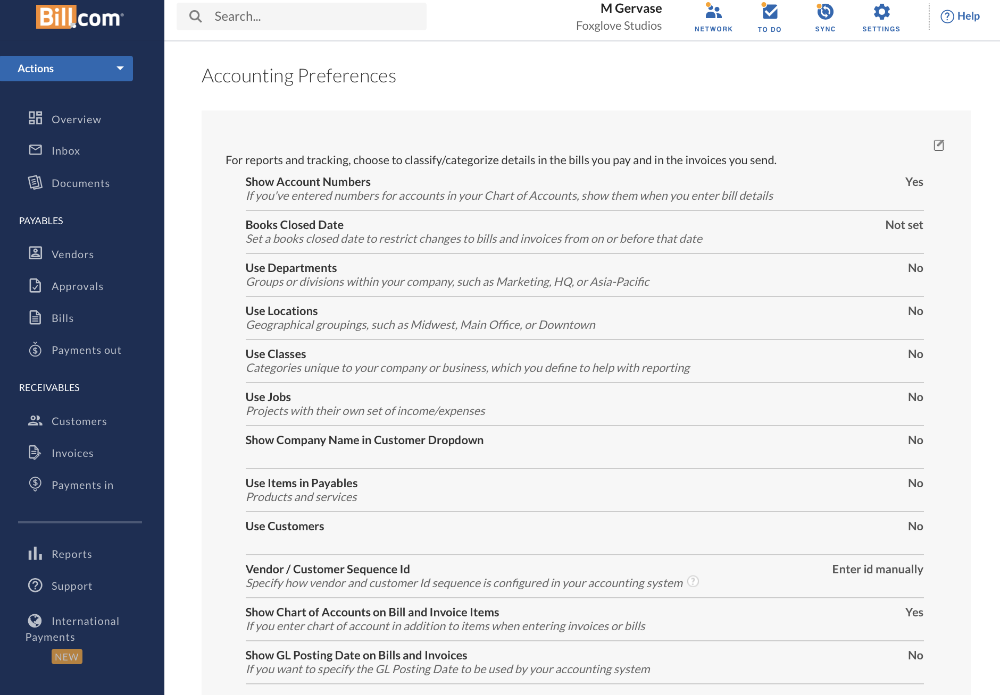 Bill.com
Search...
M Gervase
Foxglove Studios
NETWORK
TO DO
SYNC
SETTINGS
? Help
Actions
Overview
Inbox
Documents
PAYABLES
Vendors
Approvals
Bills
Payments out
RECEIVABLES
Customers
Invoices
Payments in
Reports
Support
International
Payments
NEW
Accounting Preferences
For reports and tracking, choose to classify/categorize details in the bills you pay and in the invoices you send.
Show Account Numbers Yes
If you've entered numbers for accounts in your Chart of Accounts, show them when you enter bill details
Books Closed Date Not set
Set a books closed date to restrict changes to bills and invoices from on or before that date
Use Departments No
Groups or divisions within your company, such as Marketing, HQ, or Asia-Pacific
Use Locations No
Geographical groupings, such as Midwest, Main Office, or Downtown
Use Classes No
Categories unique to your company or business, which you define to help with reporting
Use Jobs No
Projects with their own set of income/expenses
Show Company Name in Customer Dropdown No
Use Items in Payables No
Products and services
Use Customers No
Vendor / Customer Sequence Id Enter id manually
Specify how vendor and customer Id sequence is configured in your accounting system ?
Show Chart of Accounts on Bill and Invoice Items Yes
If you enter chart of account in addition to items when entering invoices or bills
Show GL Posting Date on Bills and Invoices No
If you want to specify the GL Posting Date to be used by your accounting system